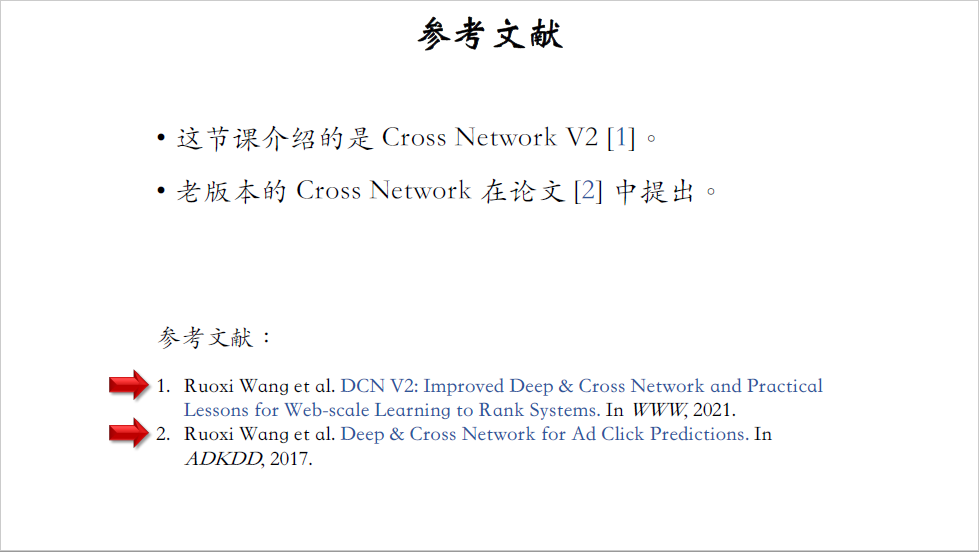 参考文献
• 这节课介绍的是 Cross Network V2 [1]。
• 老版本的 Cross Network 在论文 [2] 中提出。
参考文献：
1. Ruoxi Wang et al. DCN V2: Improved Deep & Cross Network and Practical
Lessons for Web-scale Learning to Rank Systems. In WWW, 2021.
2. Ruoxi Wang et al. Deep & Cross Network for Ad Click Predictions. In
ADKDD, 2017.